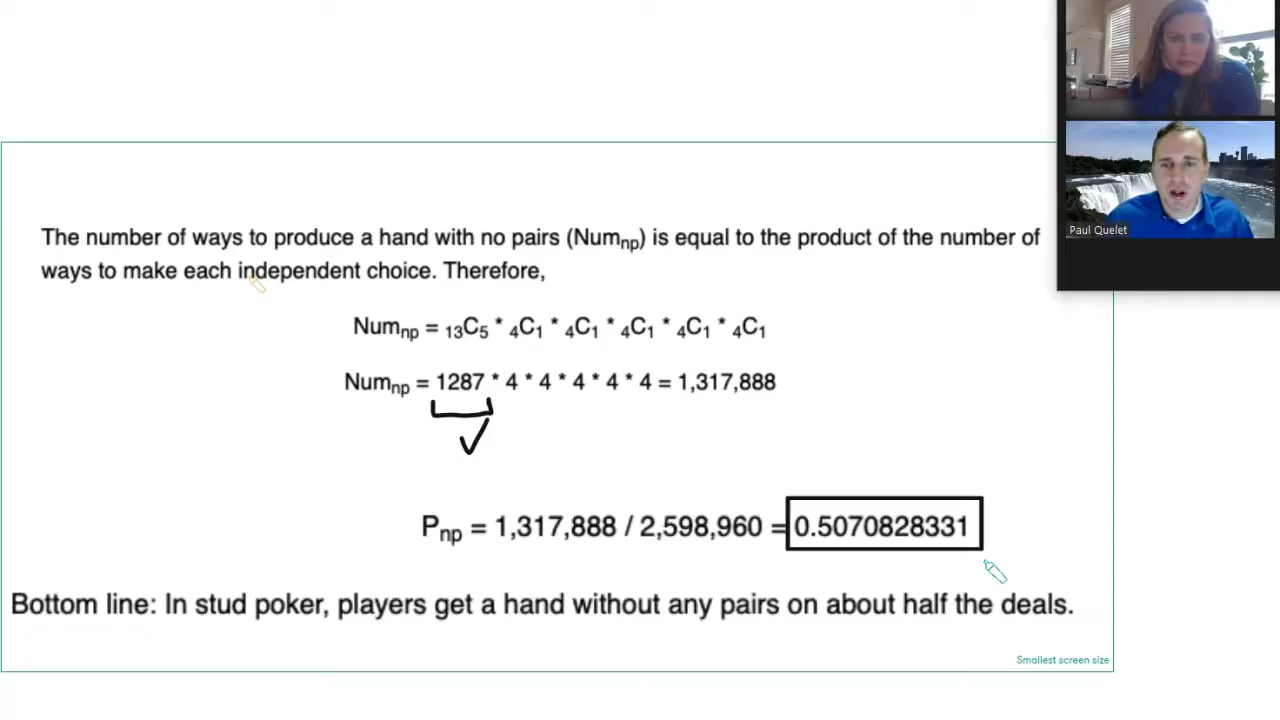 Paul Quelet
The number of ways to produce a hand with no pairs (Numnp) is equal to the product of the number of
ways to make each independent choice. Therefore,
Numnp = 13C5 * 4C1 * 4C1 * 4C1 * 4C1 * 4C1
Numnp = 1287 * 4 * 4 * 4 * 4 * 4 = 1,317,888
Pnp = 1,317,888 / 2,598,960 = 0.5070828331
Bottom line: In stud poker, players get a hand without any pairs on about half the deals.
Smallest screen size